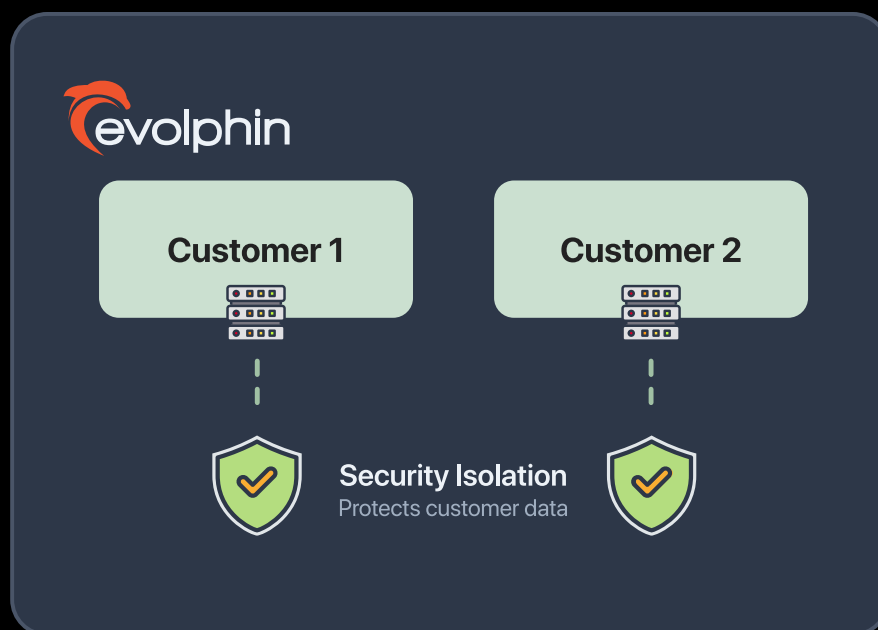 evolphin
Customer 1
Customer 2
Security Isolation
Protects customer data